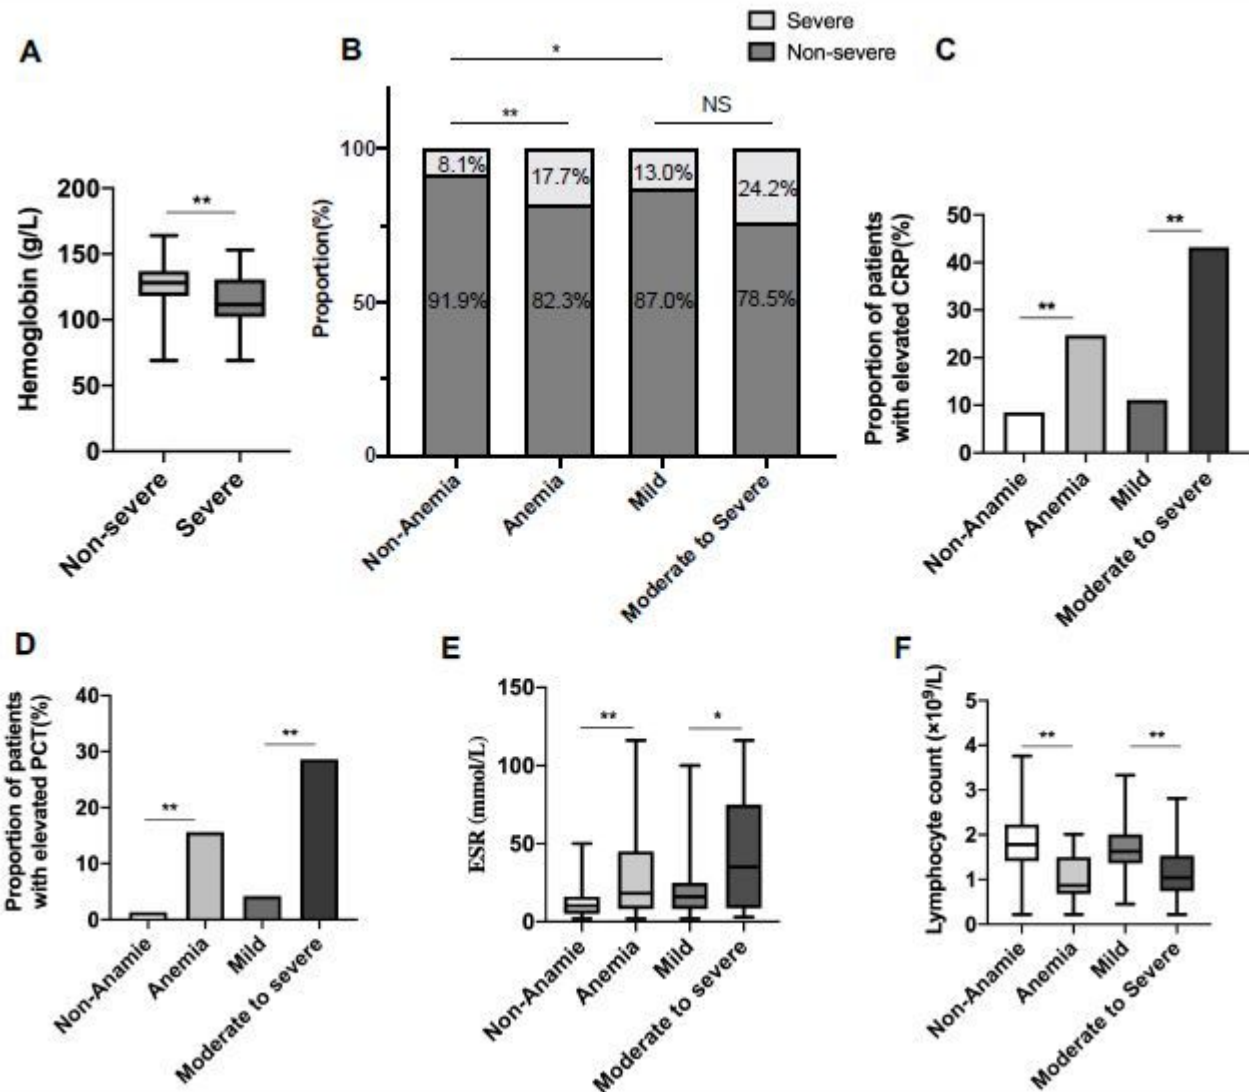 A
Hemoglobin (g/L)
200
150
100
50
0
**
Non-severe
Severe
B
Severe
Non-severe
*
**
NS
Proportion(%)
100
50
0
8.1%
17.7%
13.0%
24.2%
91.9%
82.3%
87.0%
78.5%
Non-Anemia
Anemia
Mild
Moderate to Severe
C
Proportion of patients
with elevated CRP(%)
50
40
30
20
10
0
**
**
Non-Anamie
Anemia
Mild
Moderate to severe
D
Proportion of patients
with elevated PCT(%)
40
30
20
10
0
**
**
Non-Anamie
Anemia
Mild
Moderate to severe
E
ESR (mmol/L)
150
100
50
0
**
*
Non-Anamie
Anemia
Mild
Moderate to severe
F
Lymphocyte count (×10⁹/L)
5
4
3
2
1
0
**
**
Non-Anamie
Anemia
Mild
Moderate to Severe